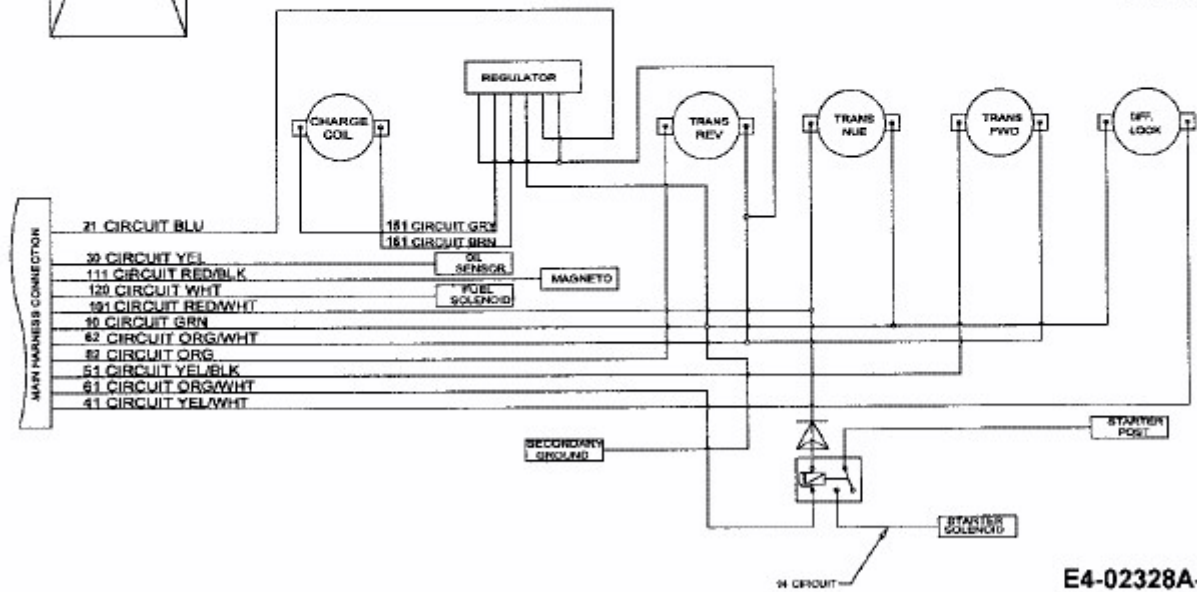 REGULATOR
CHARGE
COIL
TRANS
REV
TRANS
NUE
TRANS
FWD
DIFF.
LOCK
MAIN HARNESS CONNECTION
21 CIRCUIT BLU
151 CIRCUIT GRY
161 CIRCUIT BRN
30 CIRCUIT YEL
OIL
SENSOR
111 CIRCUIT RED/BLK
MAGNETO
120 CIRCUIT WHT
FUEL
SOLENOID
101 CIRCUIT RED/WHT
10 CIRCUIT GRN
62 CIRCUIT ORG/WHT
52 CIRCUIT ORG
51 CIRCUIT YEL/BLK
61 CIRCUIT ORG/WHT
41 CIRCUIT YEL/WHT
SECONDARY
GROUND
STARTER
POST
STARTER
SOLENOID
CIRCUIT
E4-02328A